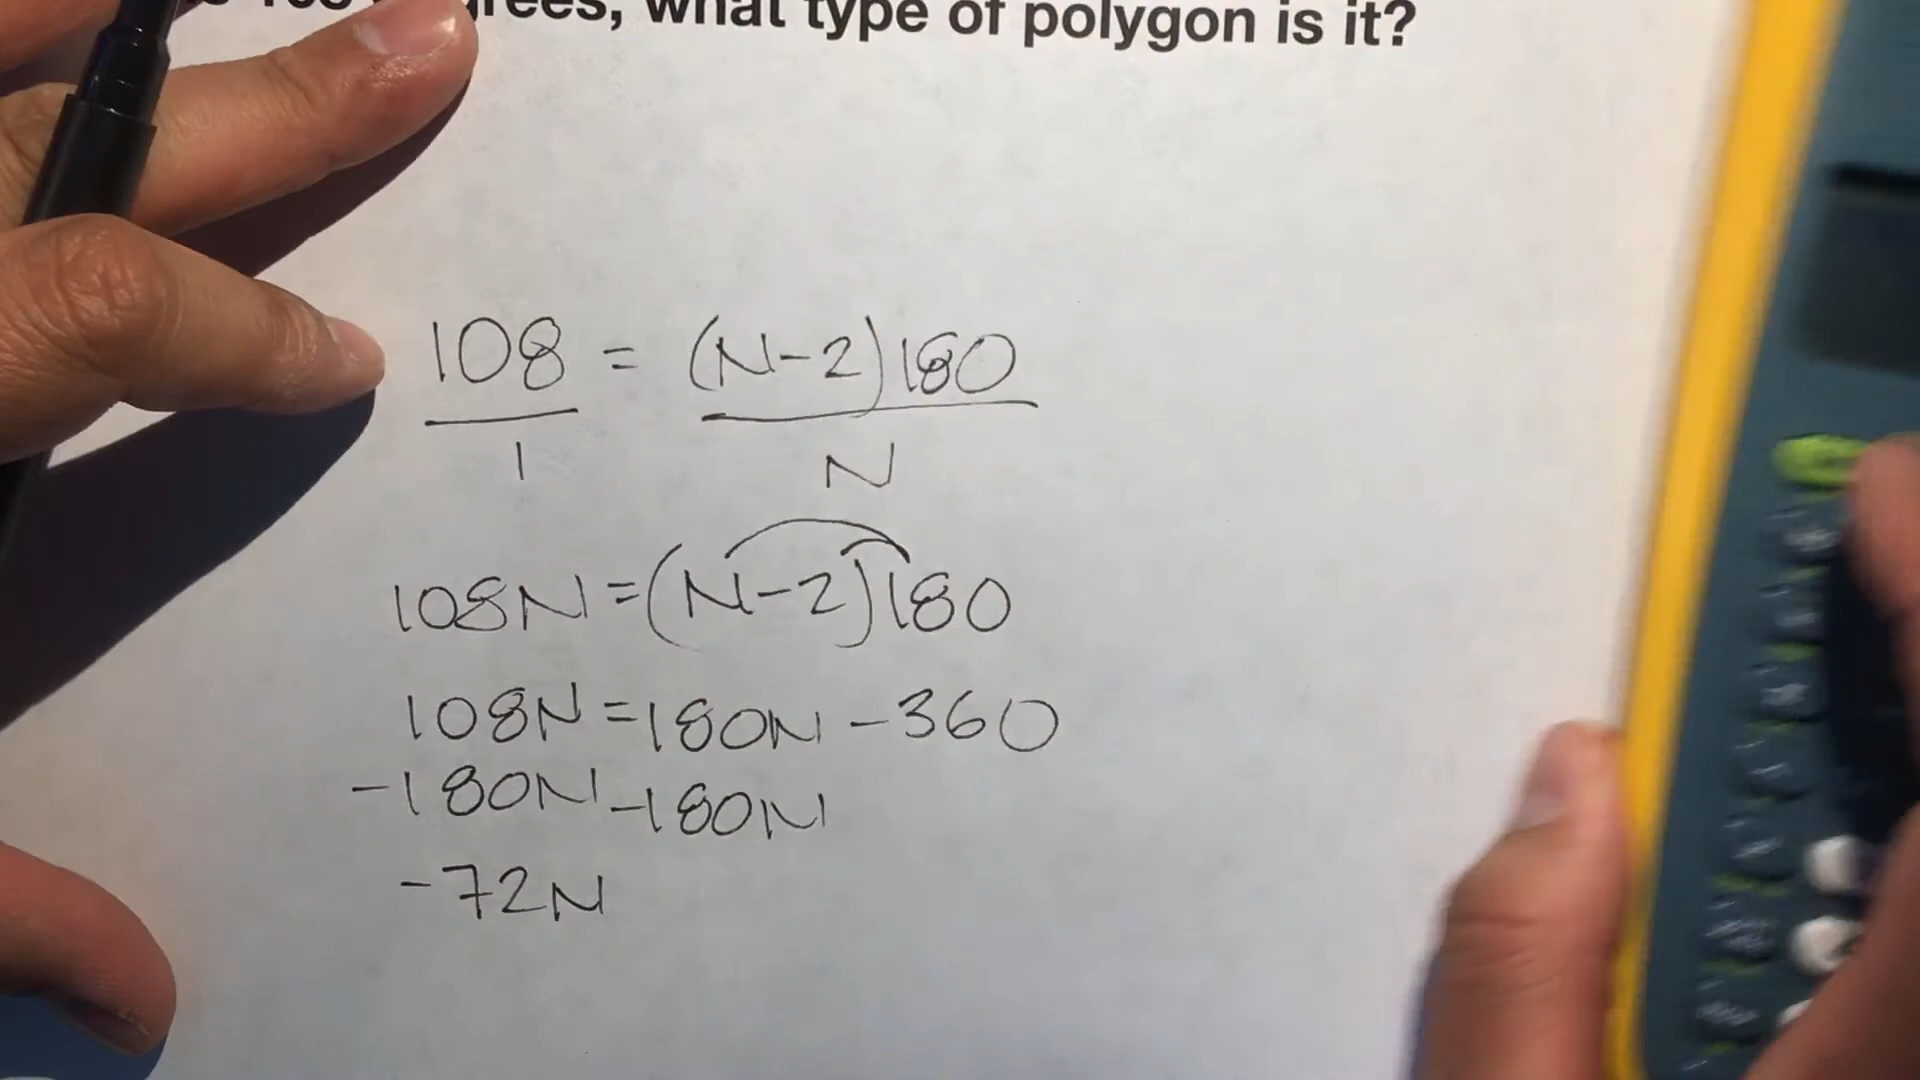 what type of polygon is it?
108 = (N-2)180
1 N
108N=(N-2)180
108N=180N-360
-180N -180N
-72N